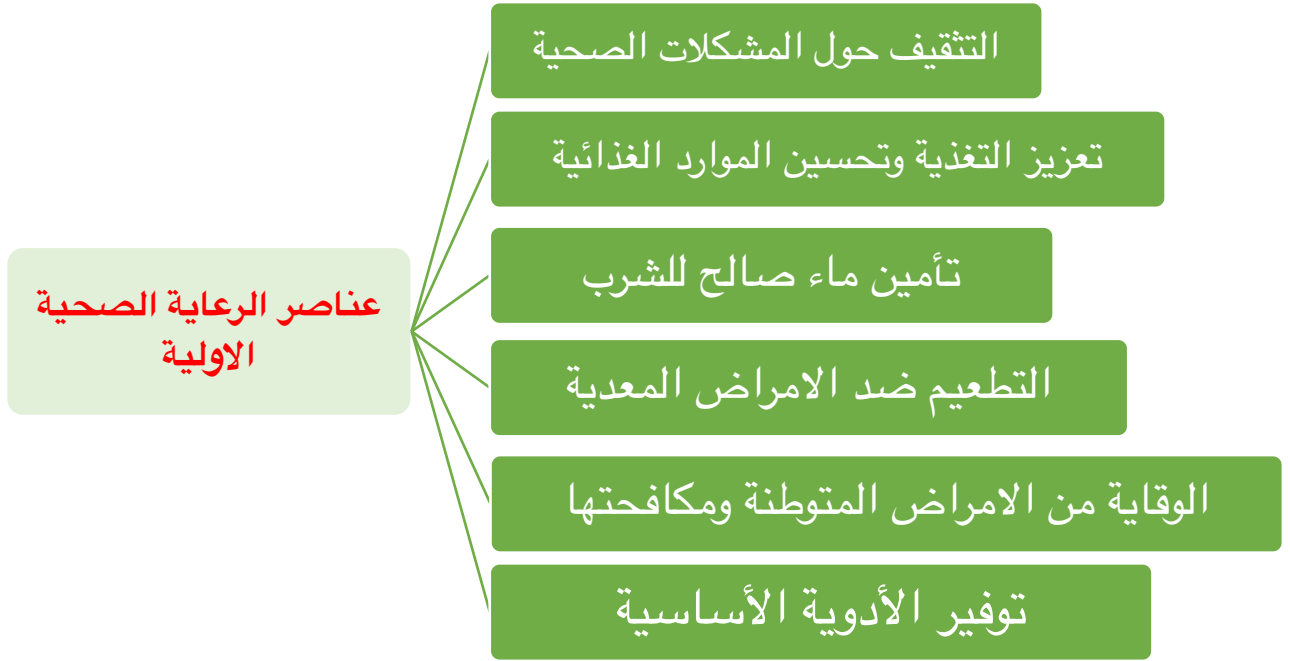 عناصر الرعاية الصحية
الاولية
التثقيف حول المشكلات الصحية
تعزيز التغذية وتحسين الموارد الغذائية
تأمين ماء صالح للشرب
التطعيم ضد الامراض المعدية
الوقاية من الامراض المتوطنة ومكافحتها
توفير الأدوية الأساسية